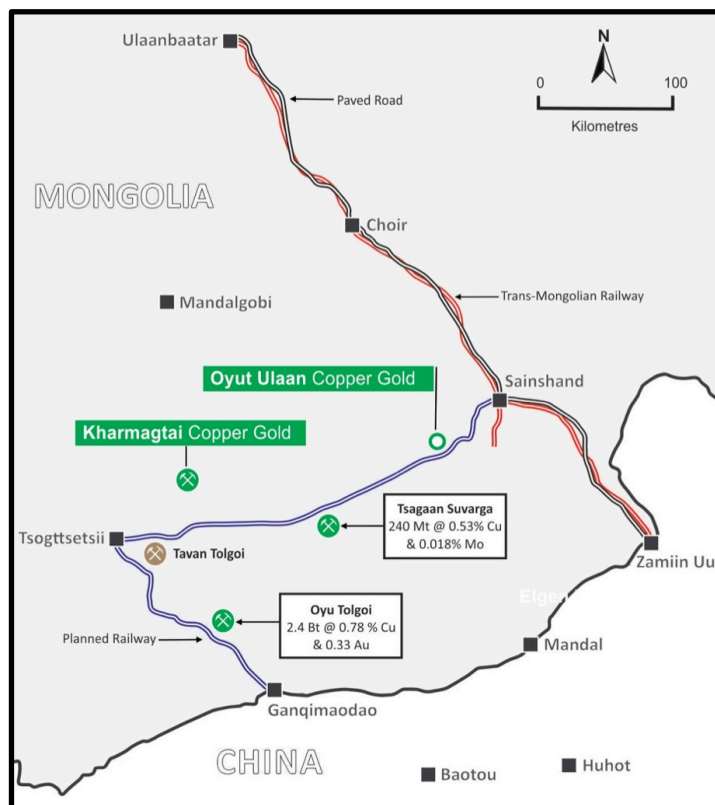 Ulaanbaatar
N
0 100
Kilometres
Paved Road
MONGOLIA
Choir
Mandalgobi
Trans-Mongolian Railway
Oyut Ulaan Copper Gold
Sainshand
Kharmagtai Copper Gold
Tsagaan Suvarga
240 Mt @ 0.53% Cu
& 0.018% Mo
Tsogttsetsii
Tavan Tolgoi
Zamiin Uu
Oyu Tolgoi
2.4 Bt @ 0.78 % Cu
& 0.33 Au
Planned Railway
Mandal
Ganqimaodao
CHINA
Baotou
Huhot